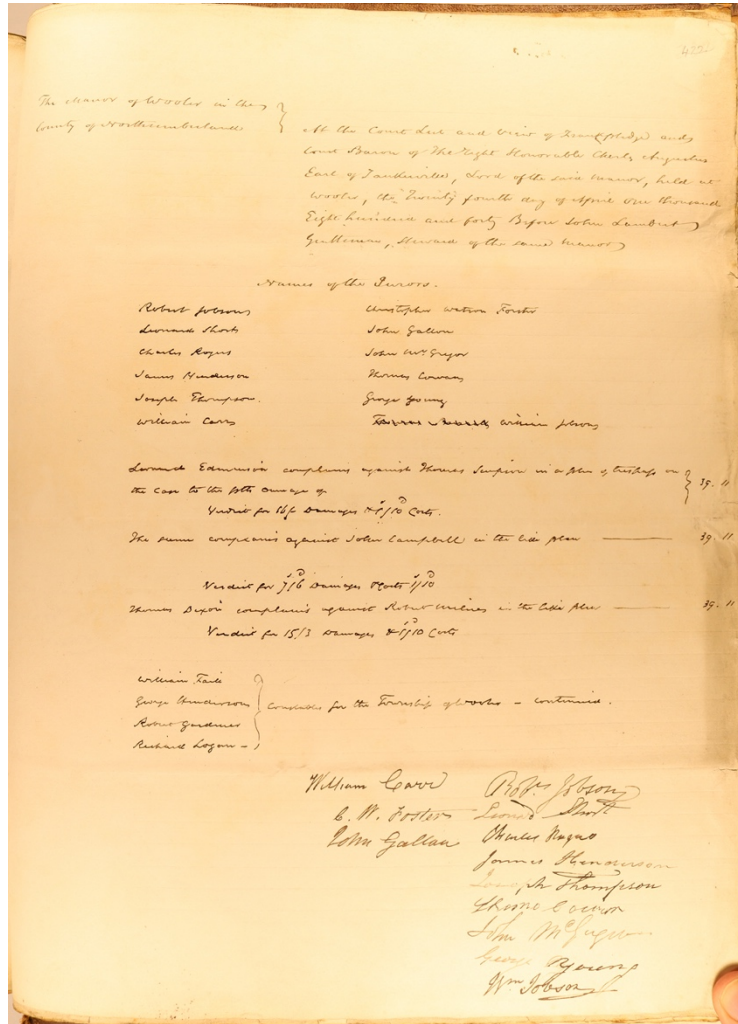 422
The Manor of Wooler in the
County of Northumberland
At the Court Leet and View of Frankpledge and
Court Baron of The Right Honorable Charles Augustus
Earl of Tankerville, Lord of the said Manor, held at
Wooler, the Twenty fourth day of April one thousand
Eight hundred and forty Before John Lambert
Gentleman, Steward of the same Manor
Names of the Jurors.
Robert Jobson Christopher Watson Forster
Leonard Short John Gallon
Charles Rogers John McGregor
James Henderson Thomas Cowan
Joseph Thompson. George Young
William Carr William Jobson
Leonard Edmunson complains against Thomas Simpson in a plea of trespass on 39. 11
the case to the pltfs damage of
Verdict for 16/ Damages & 1/10 Costs.
The same complains against John Campbell in the like plea 39. 11
Verdict for 7/6 Damages & Costs 1/10
Thomas Dixon complains against Robert Milnes in the like plea 39. 11
Verdict for 15/3 Damages & 1/10 Costs
William Faill
George Henderson
Robert Gardner
Richard Logan
Constables for the Township of Wooler - continued.
William Carr Robt Jobson
C. W. Forster Leonard Short
John Gallon Charles Rogers
James Henderson
Joseph Thompson
Thomas Cowan
John McGregor
George Young
Wm Jobson